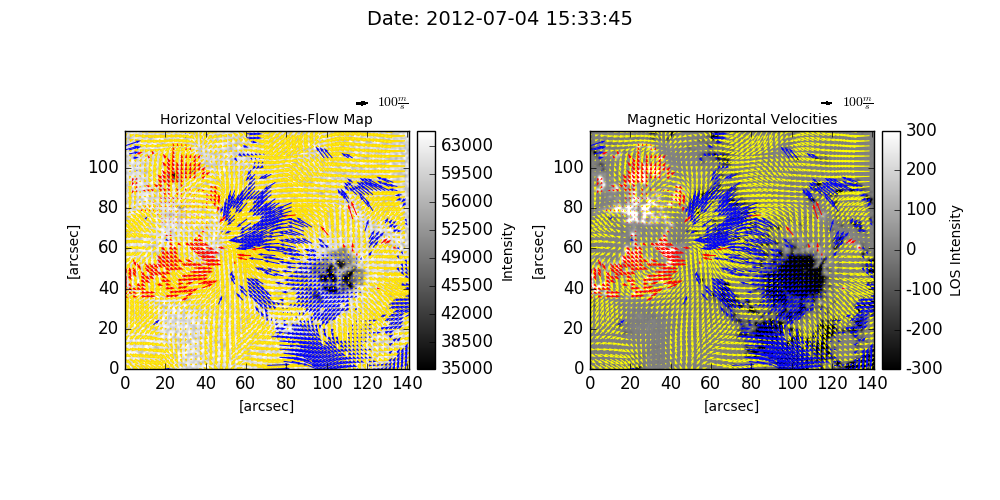 Date: 2012-07-04 15:33:45
100 m/s
100 m/s
Horizontal Velocities-Flow Map
Magnetic Horizontal Velocities
[arcsec]
100
80
60
40
20
0
0 20 40 60 80 100 120 140
[arcsec]
63000
59500
56000
52500
49000
45500
42000
38500
35000
Intensity
[arcsec]
100
80
60
40
20
0
0 20 40 60 80 100 120 140
[arcsec]
300
200
100
0
-100
-200
-300
LOS Intensity